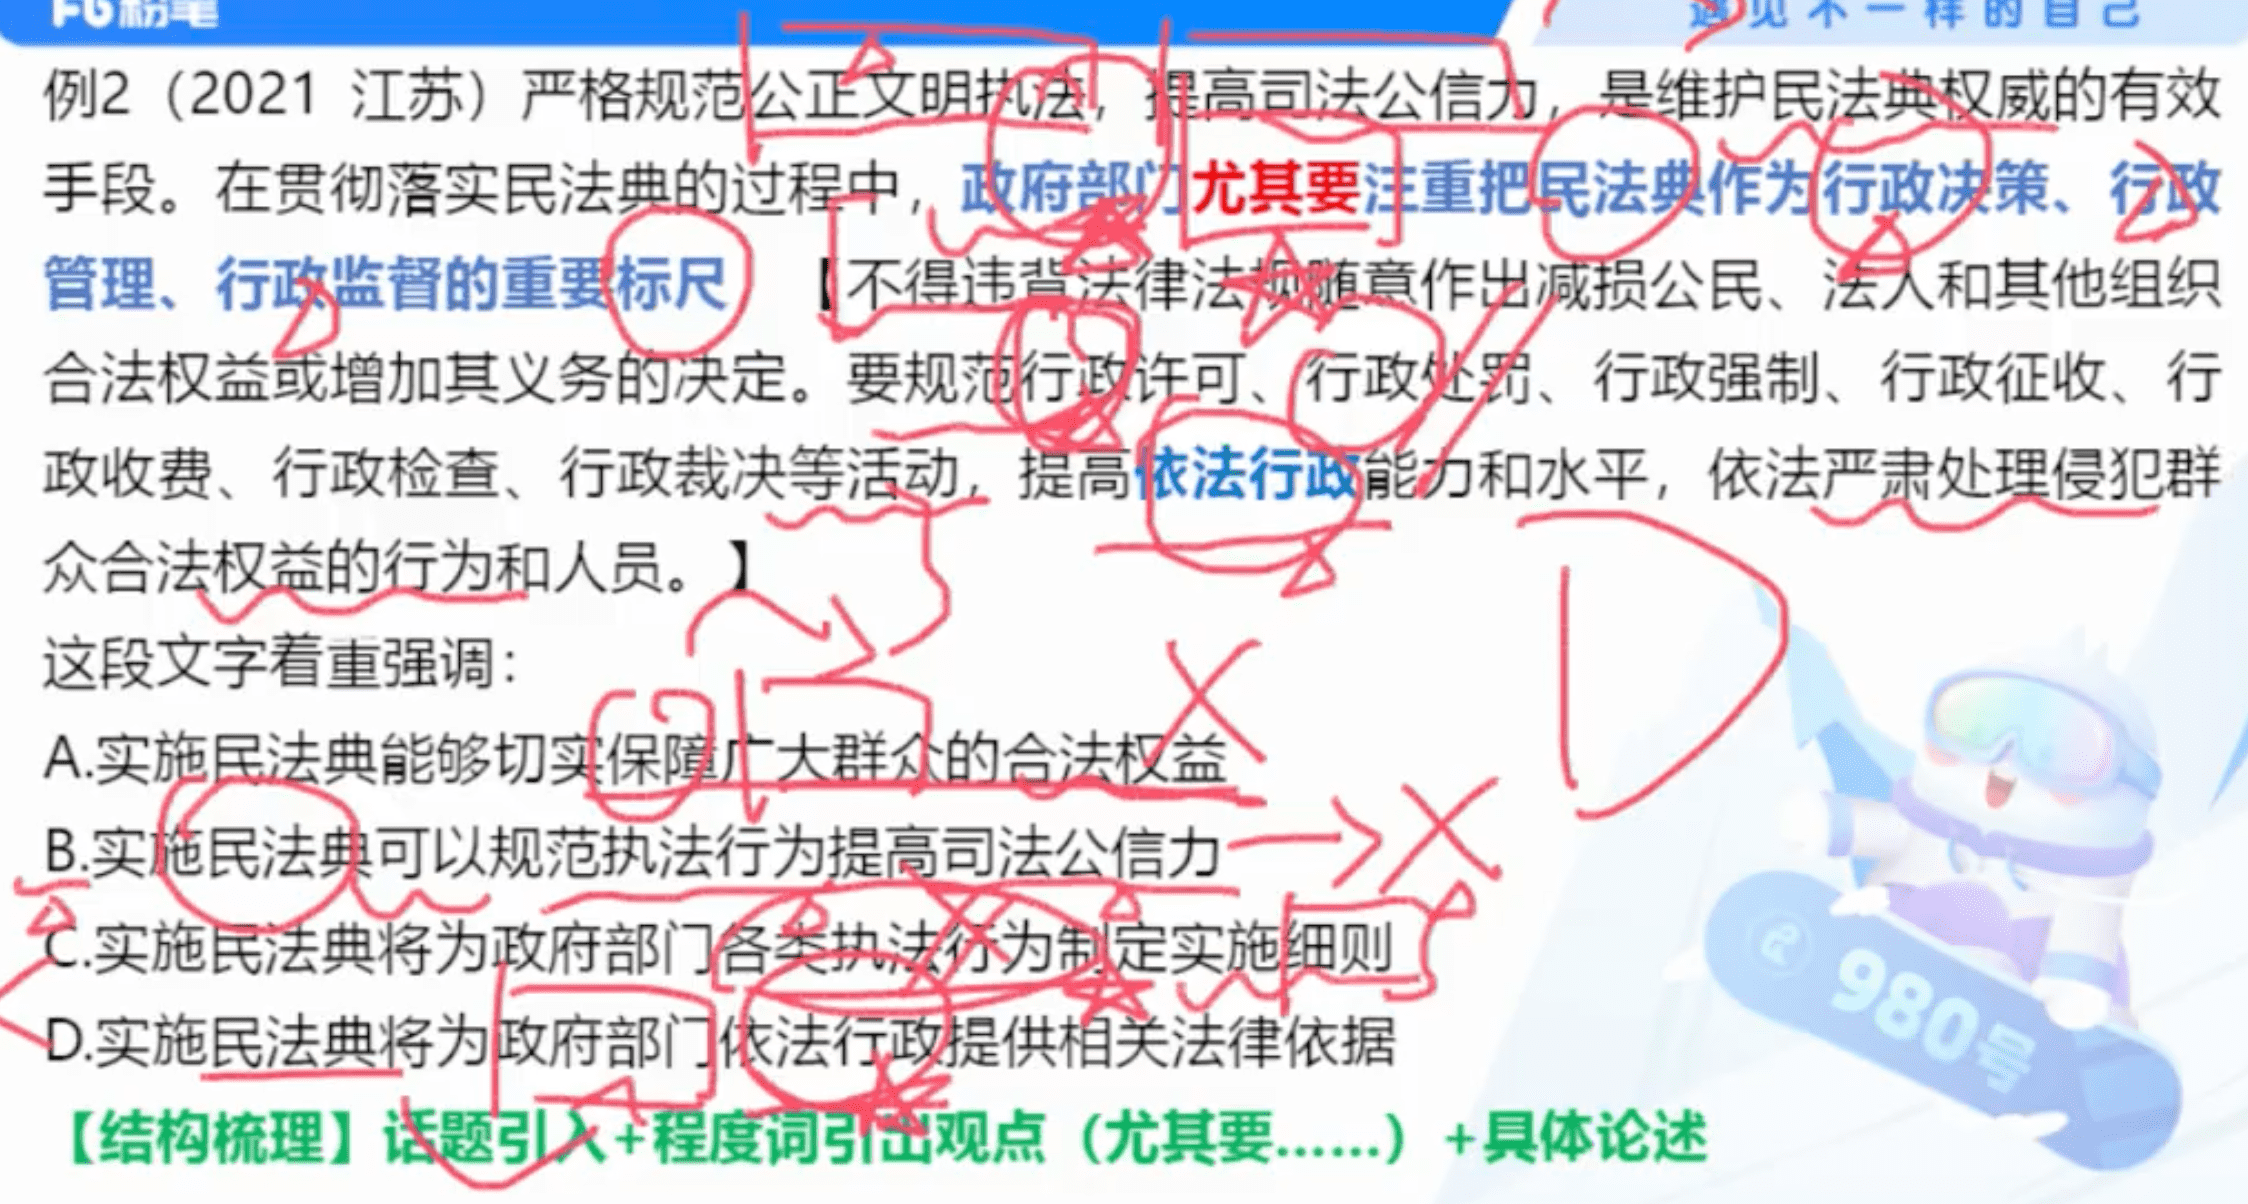 FG粉笔
遇见不一样的自己
例2（2021 江苏）严格规范公正文明执法，提高司法公信力，是维护民法典权威的有效
手段。在贯彻落实民法典的过程中，政府部门尤其要注重把民法典作为行政决策、行政
管理、行政监督的重要标尺 【不得违背法律法规随意作出减损公民、法人和其他组织
合法权益或增加其义务的决定。要规范行政许可、行政处罚、行政强制、行政征收、行
政收费、行政检查、行政裁决等活动，提高依法行政能力和水平，依法严肃处理侵犯群
众合法权益的行为和人员。】
这段文字着重强调：
A.实施民法典能够切实保障广大群众的合法权益
B.实施民法典可以规范执法行为提高司法公信力
C.实施民法典将为政府部门各类执法行为制定实施细则
D.实施民法典将为政府部门依法行政提供相关法律依据
【结构梳理】话题引入+程度词引出观点（尤其要……）+具体论述
D
980号